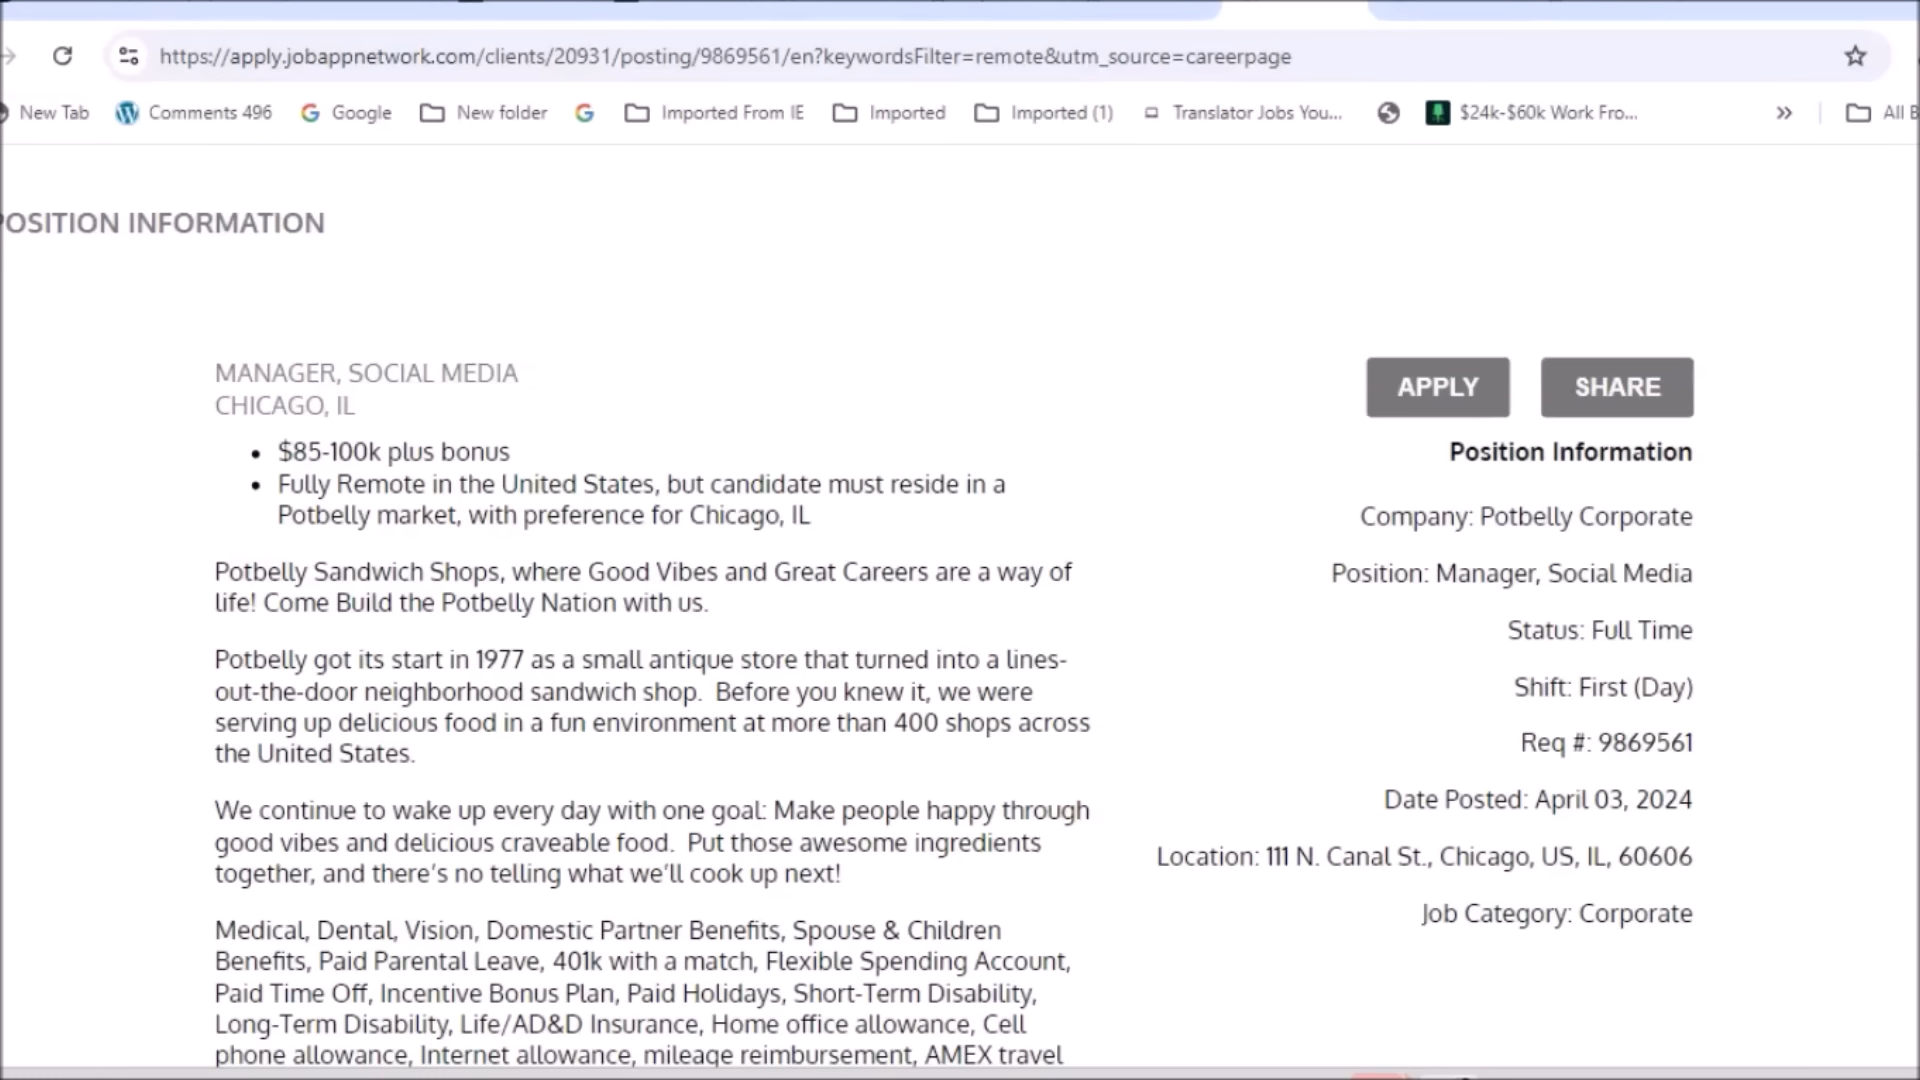 https://apply.jobappnetwork.com/clients/20931/posting/9869561/en?keywordsFilter=remote&utm_source=careerpage
New Tab Comments 496 Google New folder Imported From IE Imported Imported (1) Translator Jobs You... $24k-$60k Work Fro... » All B
POSITION INFORMATION
MANAGER, SOCIAL MEDIA
CHICAGO, IL
• $85-100k plus bonus
• Fully Remote in the United States, but candidate must reside in a
Potbelly market, with preference for Chicago, IL
Potbelly Sandwich Shops, where Good Vibes and Great Careers are a way of
life! Come Build the Potbelly Nation with us.
Potbelly got its start in 1977 as a small antique store that turned into a lines-
out-the-door neighborhood sandwich shop.  Before you knew it, we were
serving up delicious food in a fun environment at more than 400 shops across
the United States.
We continue to wake up every day with one goal: Make people happy through
good vibes and delicious craveable food.  Put those awesome ingredients
together, and there's no telling what we'll cook up next!
Medical, Dental, Vision, Domestic Partner Benefits, Spouse & Children
Benefits, Paid Parental Leave, 401k with a match, Flexible Spending Account,
Paid Time Off, Incentive Bonus Plan, Paid Holidays, Short-Term Disability,
Long-Term Disability, Life/AD&D Insurance, Home office allowance, Cell
phone allowance, Internet allowance, mileage reimbursement, AMEX travel
APPLY SHARE
Position Information
Company: Potbelly Corporate
Position: Manager, Social Media
Status: Full Time
Shift: First (Day)
Req #: 9869561
Date Posted: April 03, 2024
Location: 111 N. Canal St., Chicago, US, IL, 60606
Job Category: Corporate